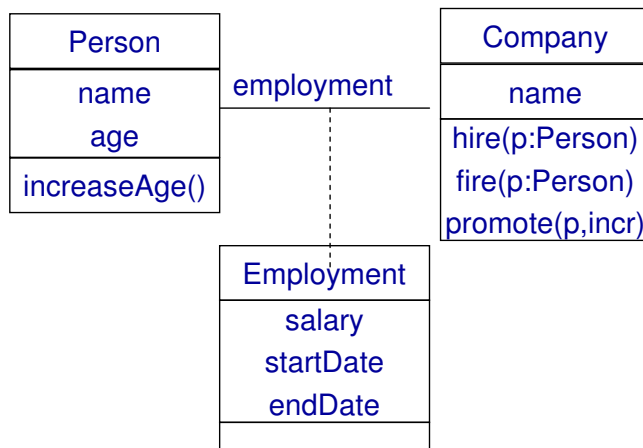 Person
name
age
increaseAge()
employment
Company
name
hire(p:Person)
fire(p:Person)
promote(p,incr)
Employment
salary
startDate
endDate